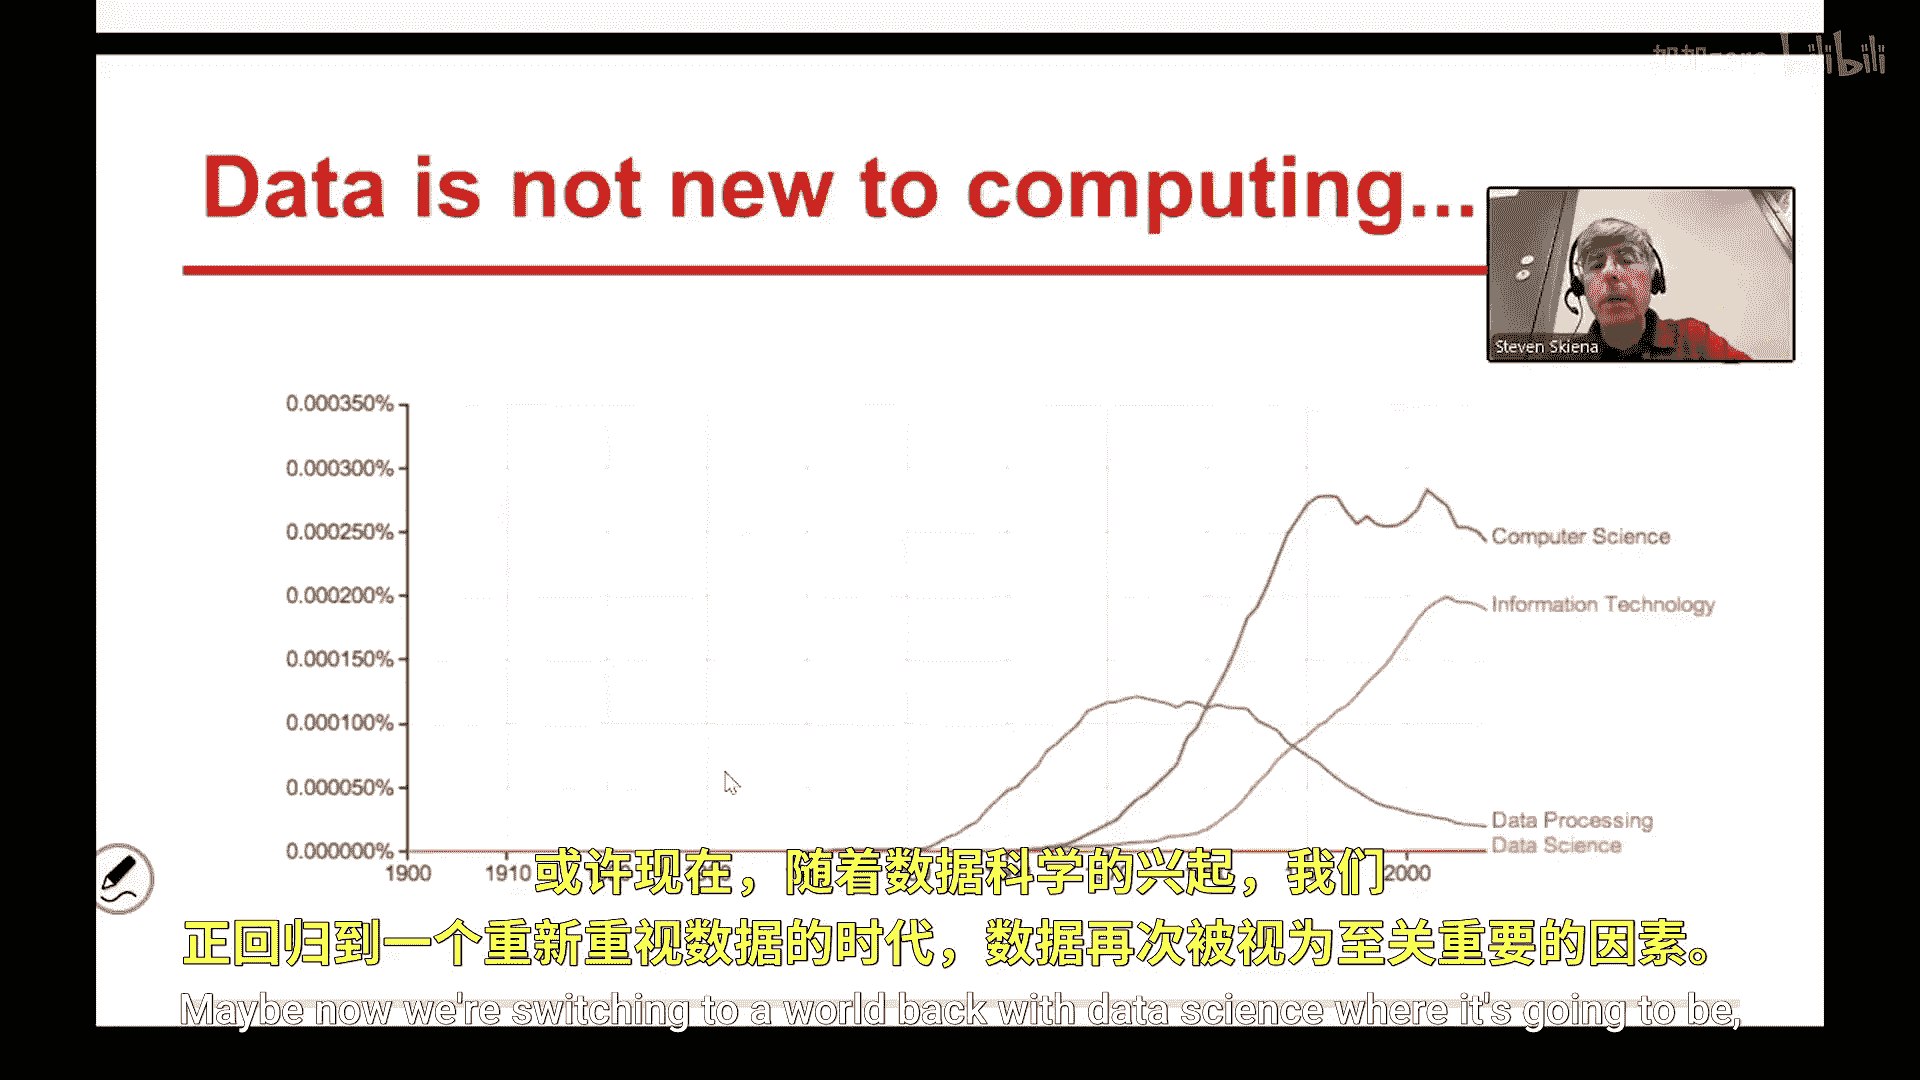 bilibili
Data is not new to computing...
Steven Skiena
0.000350%
0.000300%
0.000250%
0.000200%
0.000150%
0.000100%
0.000050%
0.000000%
Computer Science
Information Technology
Data Processing
Data Science
1900 1910 2000
或许现在，随着数据科学的兴起，我们
正回归到一个重新重视数据的时代，数据再次被视为至关重要的因素。
Maybe now we're switching to a world back with data science where it's going to be,